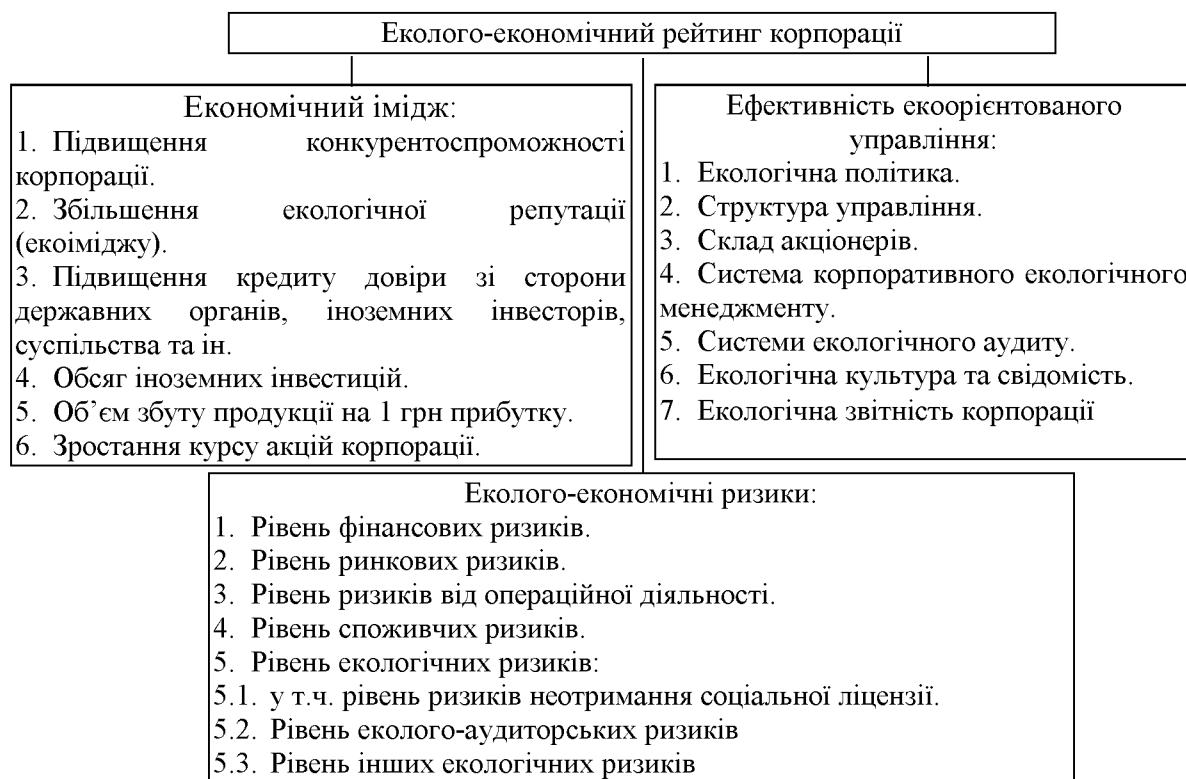 Еколого-економічний рейтинг корпорації
Економічний імідж:
1. Підвищення конкурентоспроможності
корпорації.
2. Збільшення екологічної репутації
(екоіміджу).
3. Підвищення кредиту довіри зі сторони
державних органів, іноземних інвесторів,
суспільства та ін.
4. Обсяг іноземних інвестицій.
5. Об’єм збуту продукції на 1 грн прибутку.
6. Зростання курсу акцій корпорації.
Ефективність екоорієнтованого
управління:
1. Екологічна політика.
2. Структура управління.
3. Склад акціонерів.
4. Система корпоративного екологічного
менеджменту.
5. Системи екологічного аудиту.
6. Екологічна культура та свідомість.
7. Екологічна звітність корпорації
Еколого-економічні ризики:
1. Рівень фінансових ризиків.
2. Рівень ринкових ризиків.
3. Рівень ризиків від операційної діяльності.
4. Рівень споживчих ризиків.
5. Рівень екологічних ризиків:
5.1. у т.ч. рівень ризиків неотримання соціальної ліцензії.
5.2. Рівень еколого-аудиторських ризиків
5.3. Рівень інших екологічних ризиків